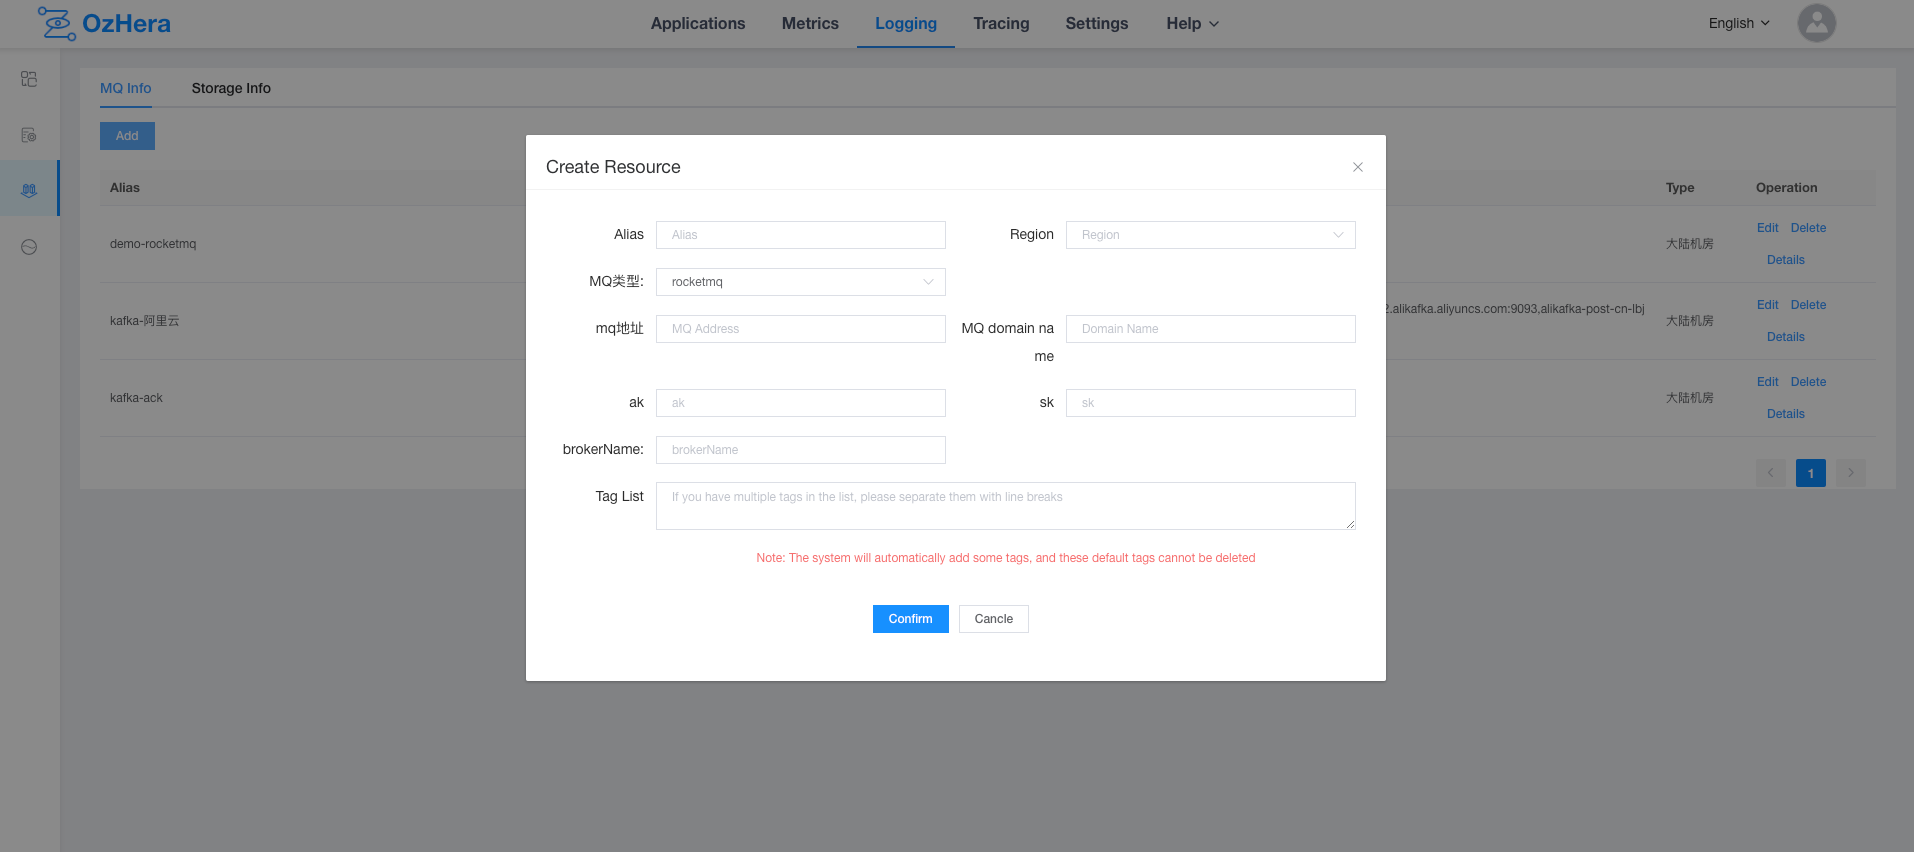 OzHera
Applications Metrics Logging Tracing Settings Help
English
MQ Info Storage Info
Add
Alias Type Operation
demo-rocketmq 大陆机房 Edit Delete
Details
kafka-阿里云 2.alikafka.aliyuncs.com:9093,alikafka-post-cn-lbj 大陆机房 Edit Delete
Details
kafka-ack 大陆机房 Edit Delete
Details
1
Create Resource
Alias Alias Region Region
MQ类型: rocketmq
mq地址 MQ Address MQ domain na
me Domain Name
ak ak sk sk
brokerName: brokerName
Tag List If you have multiple tags in the list, please separate them with line breaks
Note: The system will automatically add some tags, and these default tags cannot be deleted
Confirm Cancle